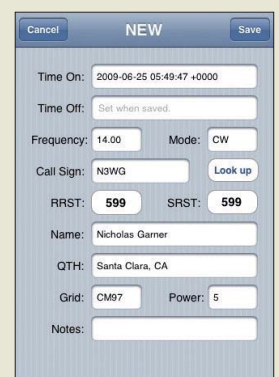 Cancel NEW Save
Time On: 2009-06-25 05:49:47 +0000
Time Off: Set when saved.
Frequency: 14.00 Mode: CW
Call Sign: N3WG Look up
RRST: 599 SRST: 599
Name: Nicholas Garner
QTH: Santa Clara, CA
Grid: CM97 Power: 5
Notes: